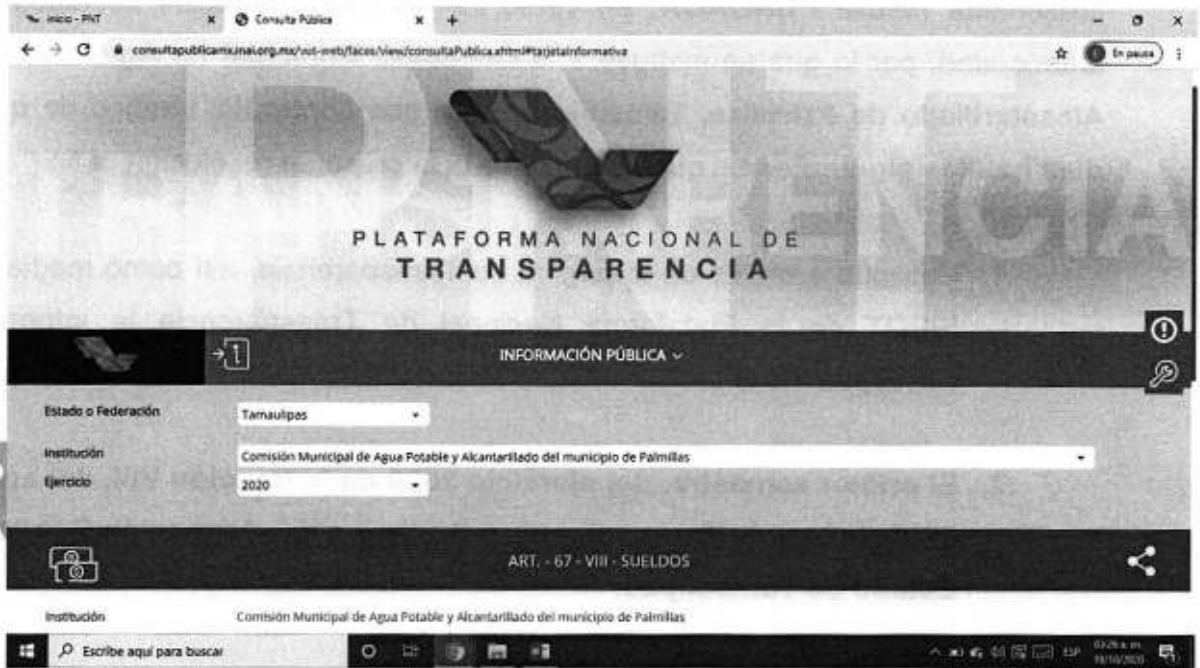 inicio - PNT
Consulta Pública
consultapublicamx.inai.org.mx/vut-web/faces/view/consultaPublica.xhtml#tarjetaInformativa
En pausa
PLATAFORMA NACIONAL DE
TRANSPARENCIA
INFORMACIÓN PÚBLICA
Estado o Federación
Tamaulipas
Institución
Comisión Municipal de Agua Potable y Alcantarillado del municipio de Palmillas
Ejercicio
2020
ART. - 67 - VIII - SUELDOS
Institución
Comisión Municipal de Agua Potable y Alcantarillado del municipio de Palmillas
Escribe aquí para buscar
ESP